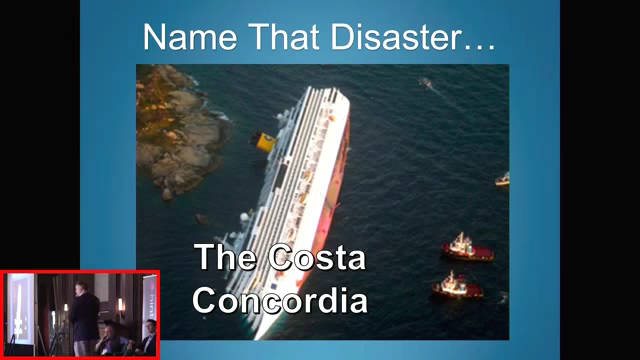 Name That Disaster…
The Costa
Concordia